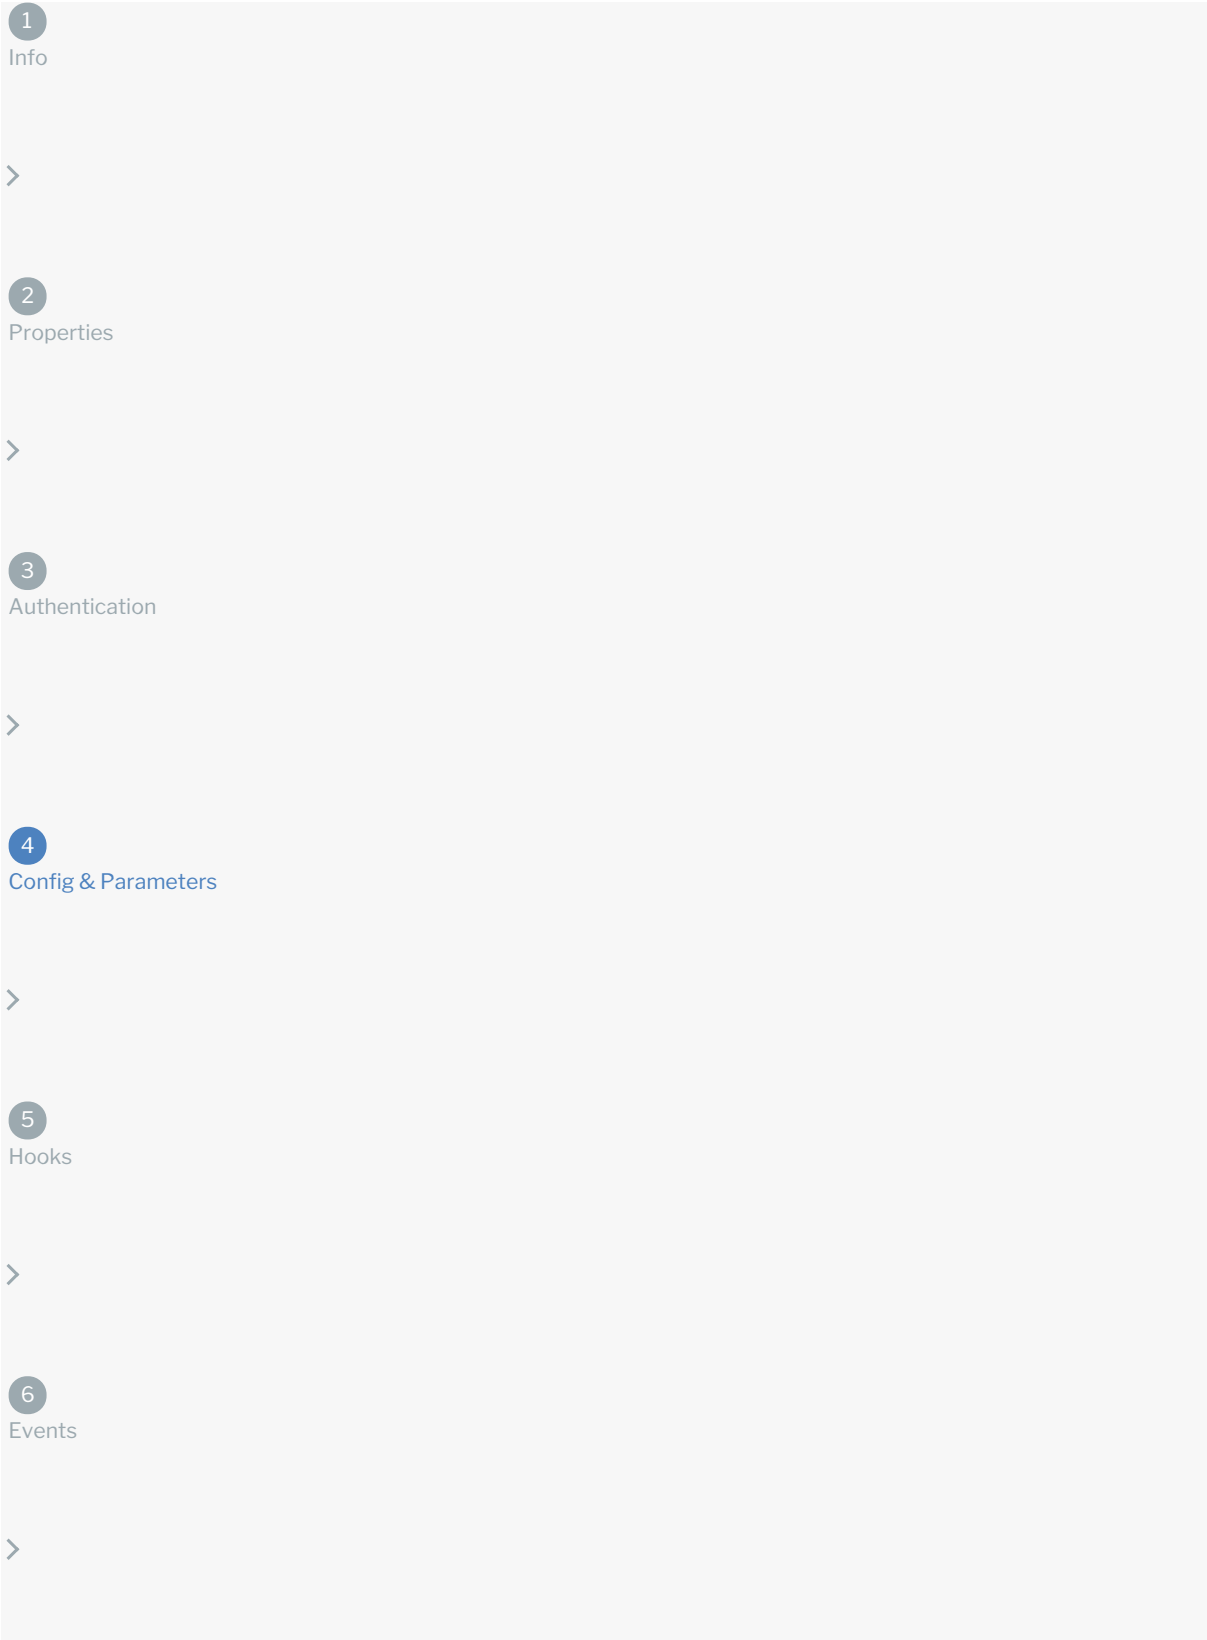 1
Info
2
Properties
3
Authentication
4
Config & Parameters
5
Hooks
6
Events